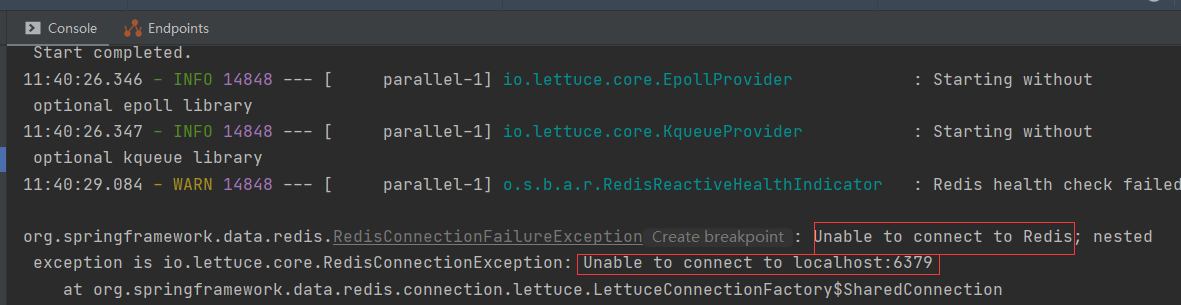 Console Endpoints
Start completed.
11:40:26.346 - INFO 14848 --- [     parallel-1] io.lettuce.core.EpollProvider            : Starting without
optional epoll library
11:40:26.347 - INFO 14848 --- [     parallel-1] io.lettuce.core.KqueueProvider           : Starting without
optional kqueue library
11:40:29.084 - WARN 14848 --- [     parallel-1] o.s.b.a.r.RedisReactiveHealthIndicator   : Redis health check failed
org.springframework.data.redis.RedisConnectionFailureException Create breakpoint : Unable to connect to Redis; nested
exception is io.lettuce.core.RedisConnectionException: Unable to connect to localhost:6379
at org.springframework.data.redis.connection.lettuce.LettuceConnectionFactory$SharedConnection